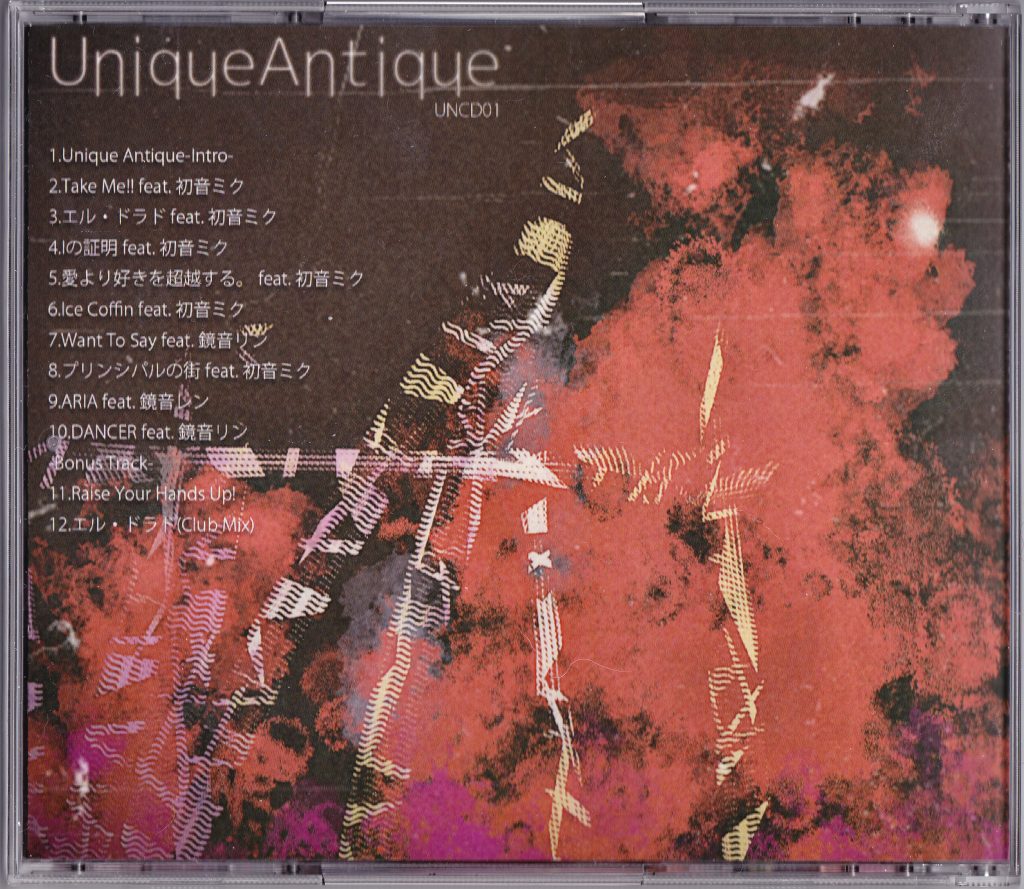 UniqueAntique
UNCD01
1.Unique Antique-Intro-
2.Take Me!! feat. 初音ミク
3.エル・ドラド feat. 初音ミク
4.Iの証明 feat. 初音ミク
5.愛より好きを超越する。 feat. 初音ミク
6.Ice Coffin feat. 初音ミク
7.Want To Say feat. 鏡音リン
8.プリンシパルの街 feat. 初音ミク
9.ARIA feat. 鏡音レン
10.DANCER feat. 鏡音リン
-Bonus Track-
11.Raise Your Hands Up!
12.エル・ドラド(Club-Mix)